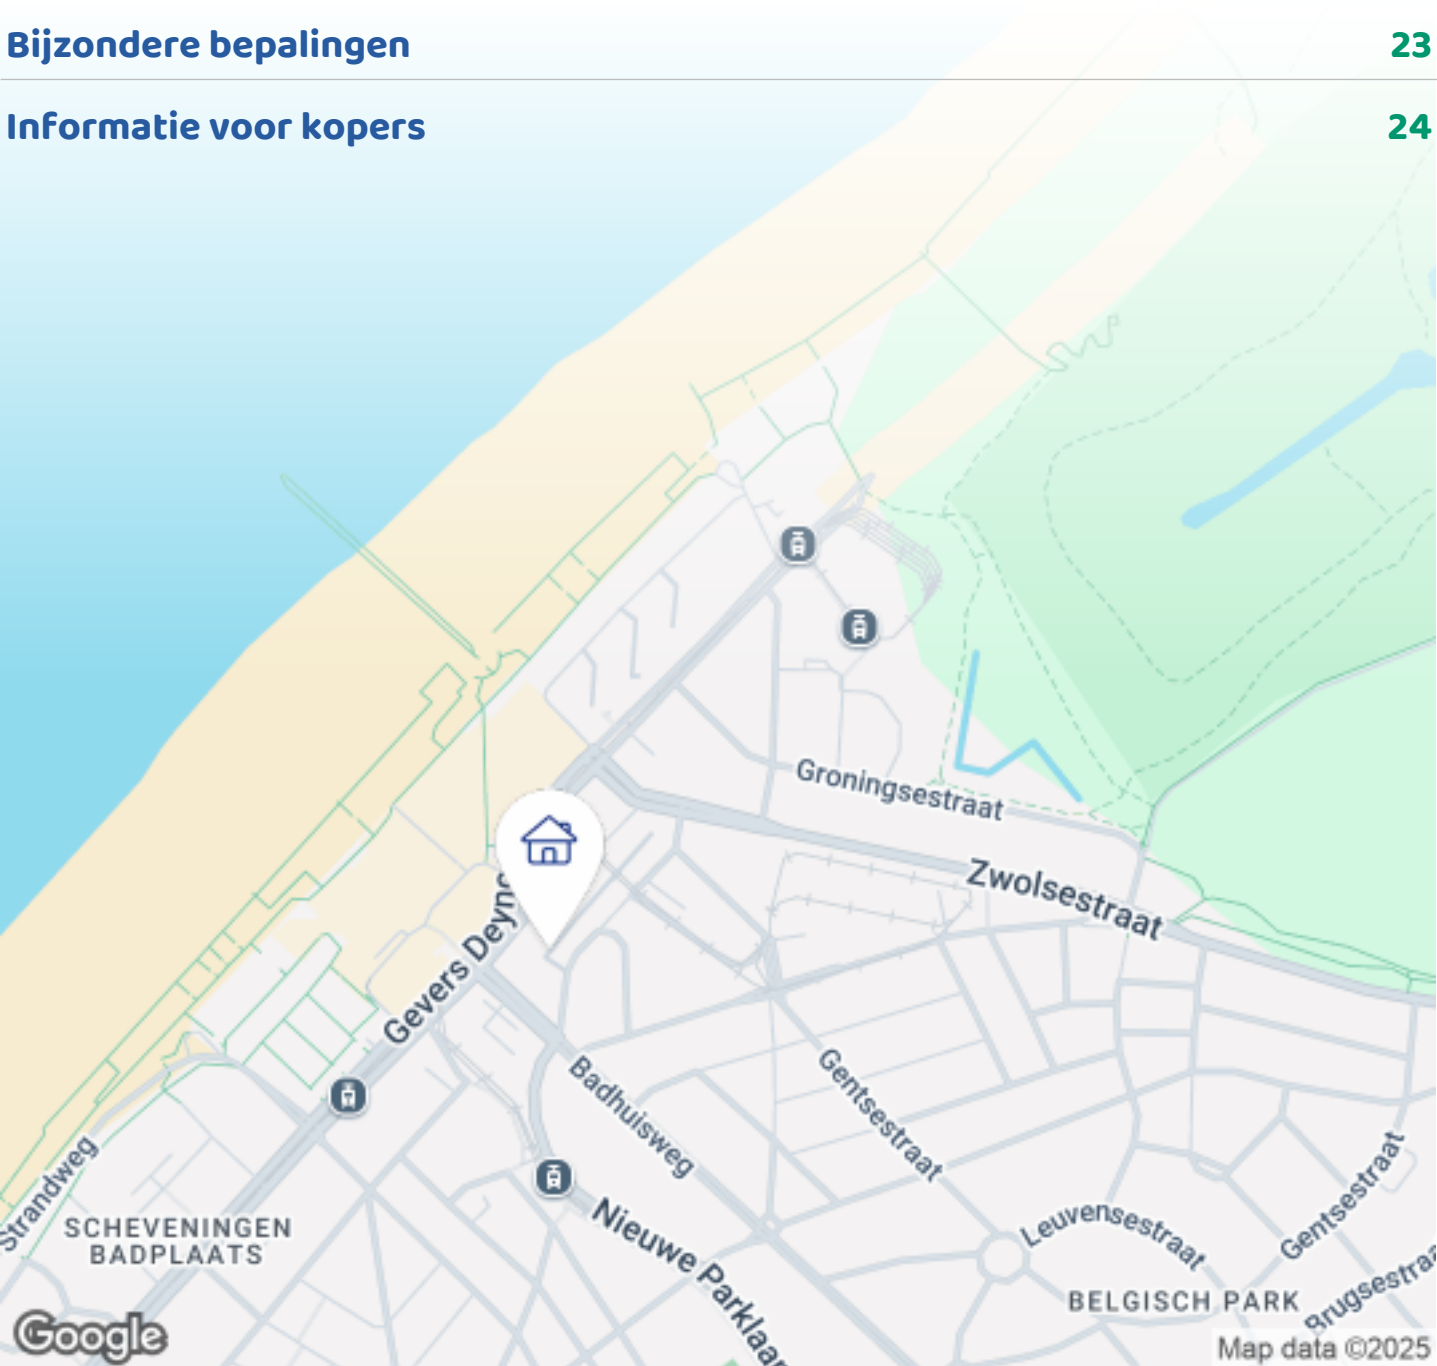 Bijzondere bepalingen 23
Informatie voor kopers 24
Groningsestraat
Zwolsestraat
Gevers Deyno
Badhuisweg
Gentsestraat
Strandweg
SCHEVENINGEN
BADPLAATS
Nieuwe Parklaan
Leuvensestraat
Gentsestraat
BELGISCH PARK
Brugsestraa
Google
Map data ©2025